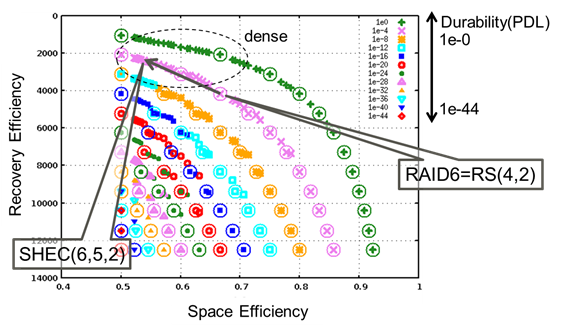 dense
Durability(PDL)
1e-0
1e-44
1e0
1e-4
1e-8
1e-12
1e-16
1e-20
1e-24
1e-28
1e-32
1e-36
1e-40
1e-44
0
2000
4000
6000
8000
10000
12000
14000
0.4
0.5
0.6
0.7
0.8
0.9
1
Recovery Efficiency
Space Efficiency
RAID6=RS(4,2)
SHEC(6,5,2)